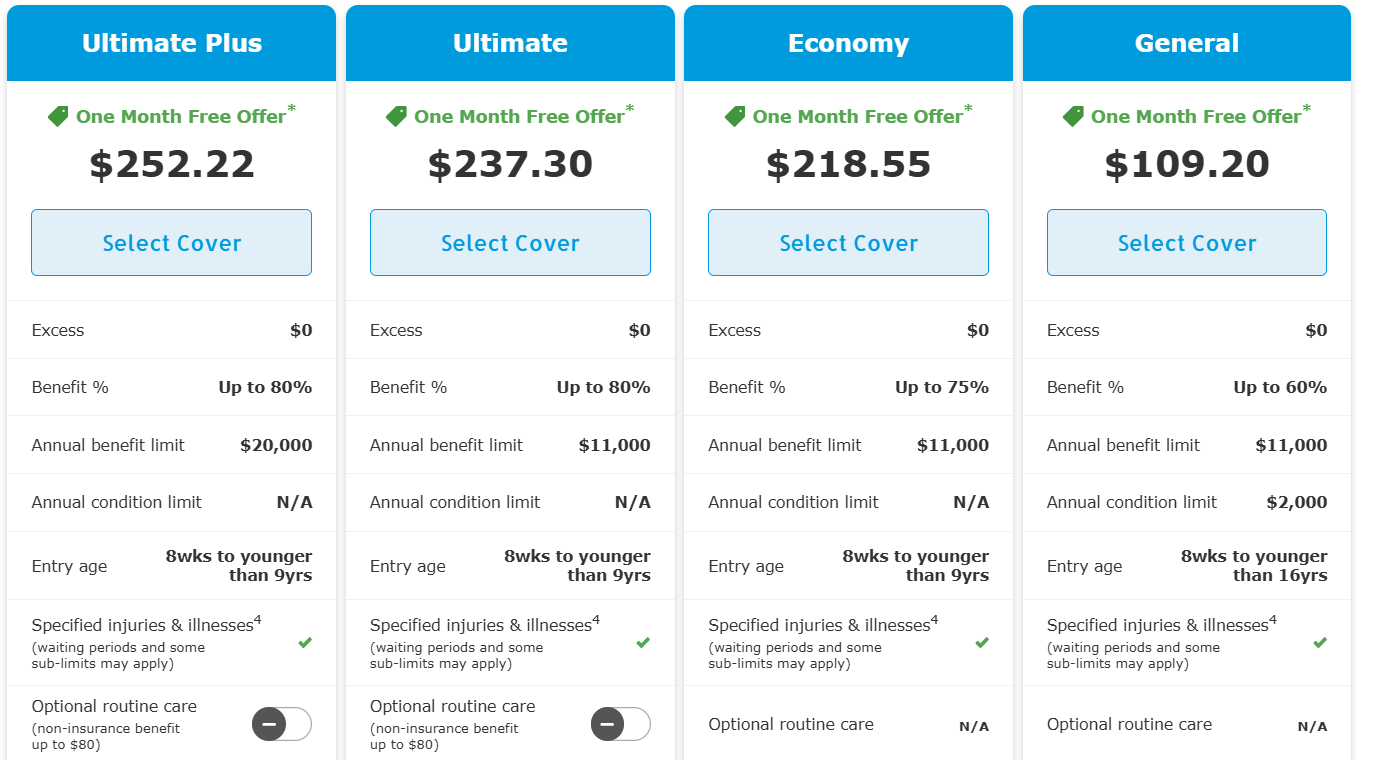 Ultimate Plus
One Month Free Offer*
$252.22
Select Cover
Excess $0
Benefit % Up to 80%
Annual benefit limit $20,000
Annual condition limit N/A
Entry age 8wks to younger
than 9yrs
Specified injuries & illnesses4
(waiting periods and some
sub-limits may apply)
Optional routine care
(non-insurance benefit
up to $80)
Ultimate
One Month Free Offer*
$237.30
Select Cover
Excess $0
Benefit % Up to 80%
Annual benefit limit $11,000
Annual condition limit N/A
Entry age 8wks to younger
than 9yrs
Specified injuries & illnesses4
(waiting periods and some
sub-limits may apply)
Optional routine care
(non-insurance benefit
up to $80)
Economy
One Month Free Offer*
$218.55
Select Cover
Excess $0
Benefit % Up to 75%
Annual benefit limit $11,000
Annual condition limit N/A
Entry age 8wks to younger
than 9yrs
Specified injuries & illnesses4
(waiting periods and some
sub-limits may apply)
Optional routine care N/A
General
One Month Free Offer*
$109.20
Select Cover
Excess $0
Benefit % Up to 60%
Annual benefit limit $11,000
Annual condition limit $2,000
Entry age 8wks to younger
than 16yrs
Specified injuries & illnesses4
(waiting periods and some
sub-limits may apply)
Optional routine care N/A